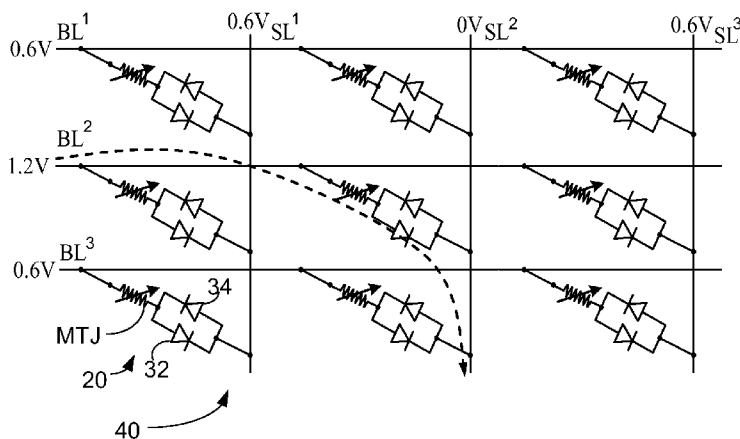 0.6V SL¹ 0V SL² 0.6V SL³
0.6V BL¹
BL²
1.2V
BL³
0.6V
34
MTJ
32
20
40